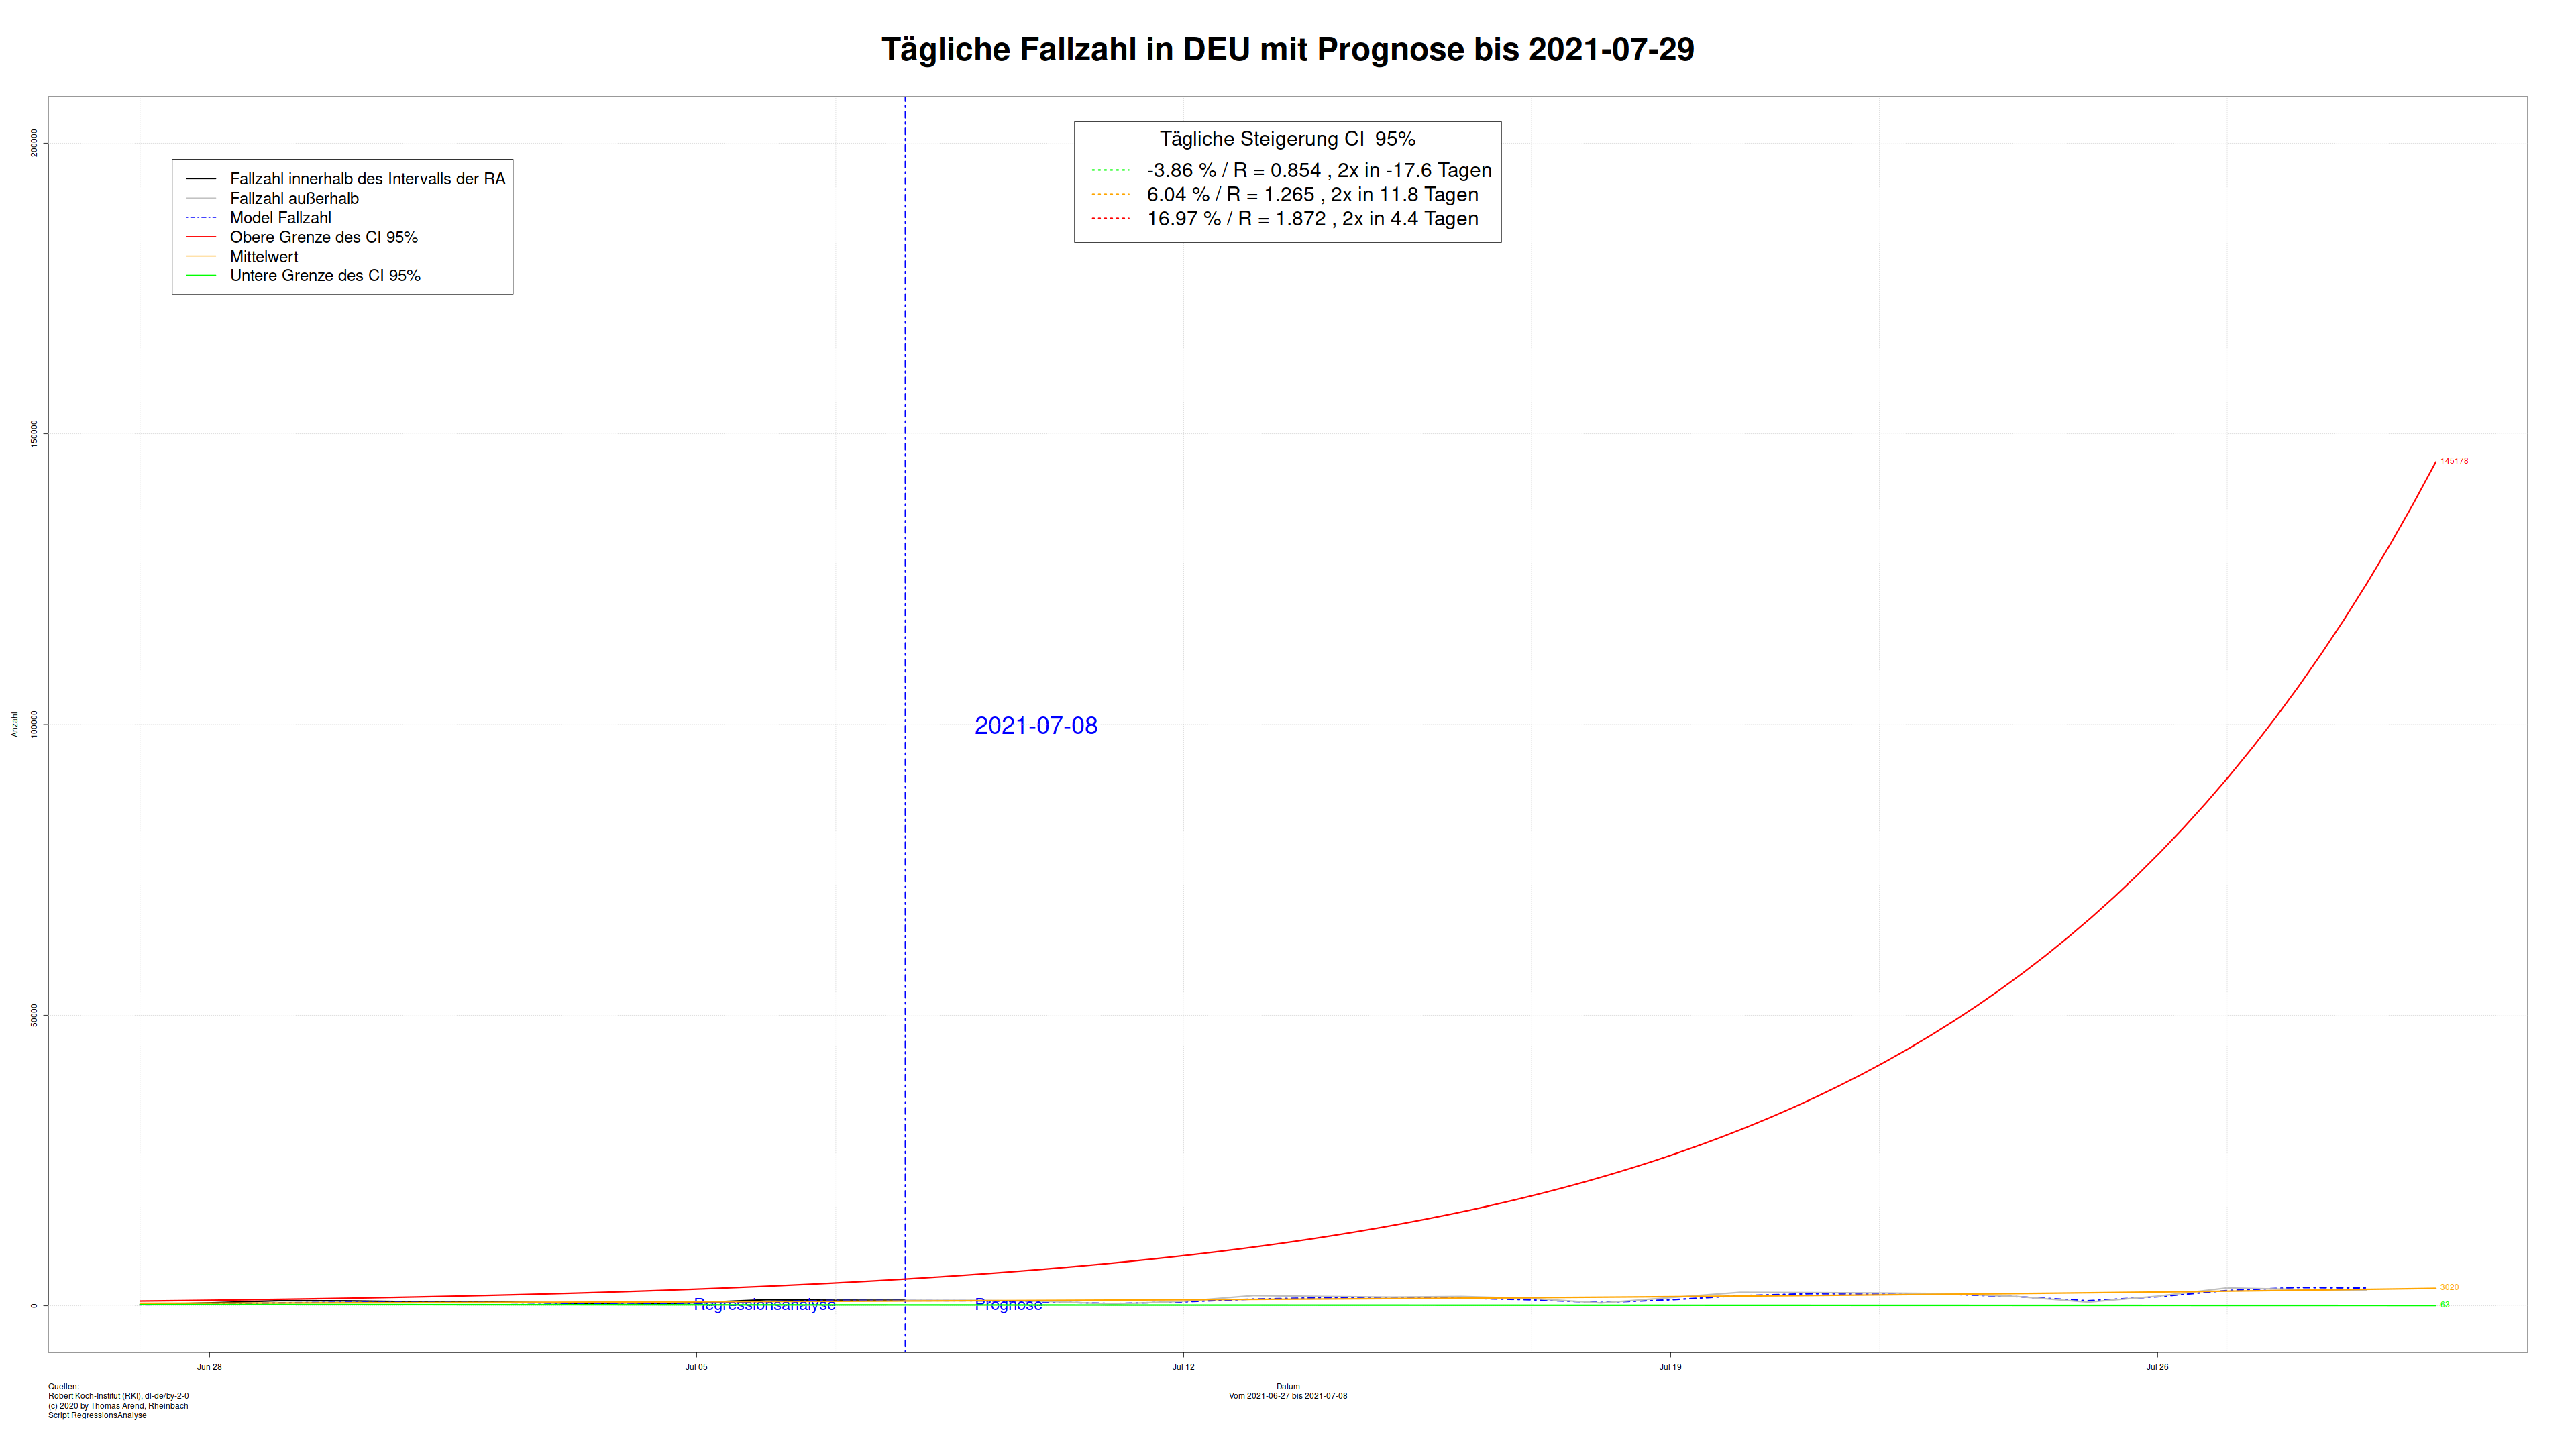 Tägliche Fallzahl in DEU mit Prognose bis 2021-07-29
Tägliche Steigerung CI  95%
-3.86 % / R = 0.854 , 2x in -17.6 Tagen
6.04 % / R = 1.265 , 2x in 11.8 Tagen
16.97 % / R = 1.872 , 2x in 4.4 Tagen
Fallzahl innerhalb des Intervalls der RA
Fallzahl außerhalb
Model Fallzahl
Obere Grenze des CI 95%
Mittelwert
Untere Grenze des CI 95%
200000
150000
100000
50000
0
Anzahl
2021-07-08
145178
3020
63
Regressionsanalyse
Prognose
Jun 28
Jul 05
Jul 12
Jul 19
Jul 26
Datum
Vom 2021-06-27 bis 2021-07-08
Quellen:
Robert Koch-Institut (RKI), dl-de/by-2-0
(c) 2020 by Thomas Arend, Rheinbach
Script RegressionsAnalyse